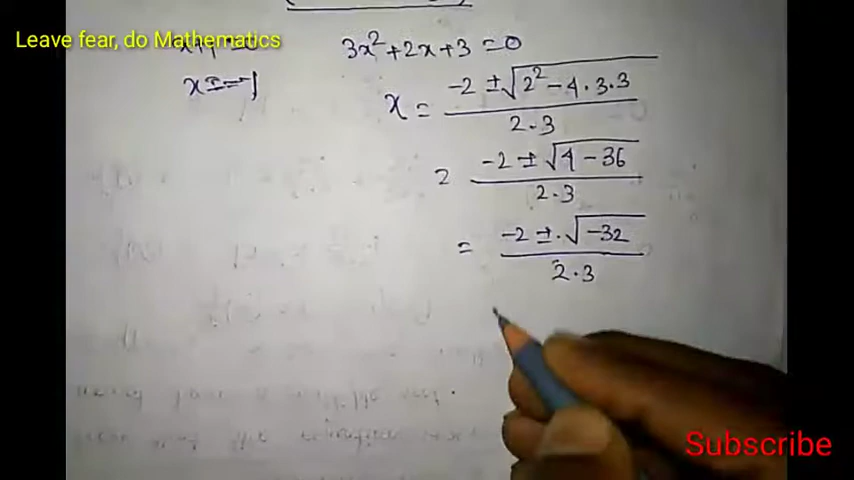 Leave fear, do Mathematics
3x²+2x+3=0
x = -1
x = (-2 ± √(2² - 4·3·3)) / 2·3
= (-2 ± √(4 - 36)) / 2·3
= (-2 ± √(-32)) / 2·3
Subscribe